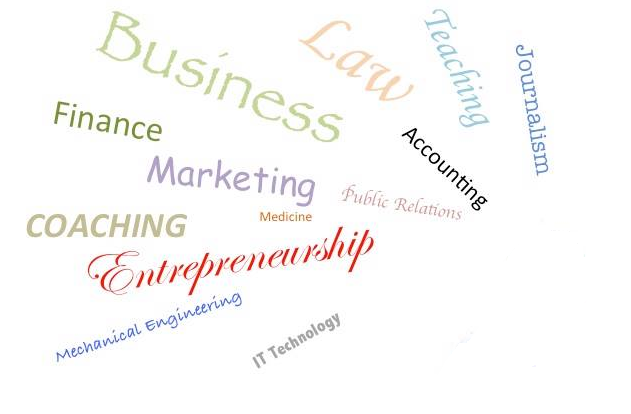 Business
Law
Teaching
Journalism
Finance
Accounting
Marketing
Public Relations
Medicine
COACHING
Entrepreneurship
Mechanical Engineering
IT Technology